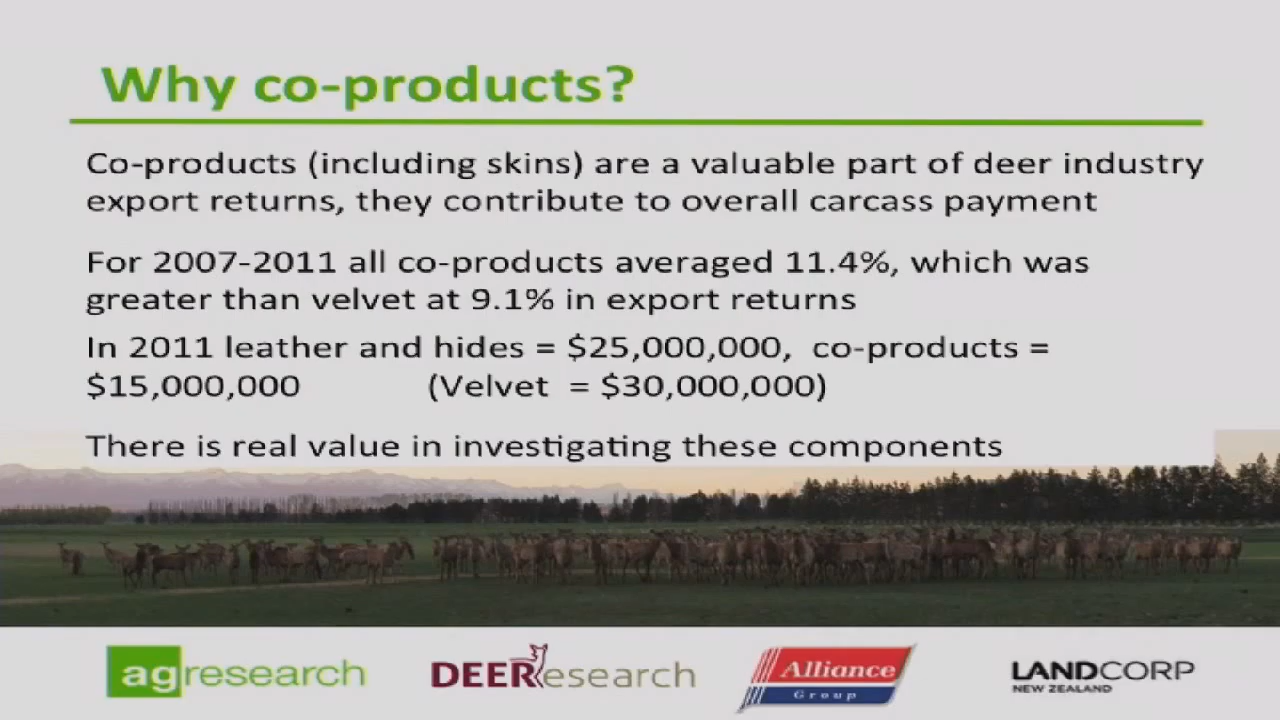 Why co-products?
Co-products (including skins) are a valuable part of deer industry
export returns, they contribute to overall carcass payment
For 2007-2011 all co-products averaged 11.4%, which was
greater than velvet at 9.1% in export returns
In 2011 leather and hides = $25,000,000, co-products =
$15,000,000 (Velvet = $30,000,000)
There is real value in investigating these components
agresearch
DEEResearch
Alliance
Group
LANDCORP
NEW ZEALAND